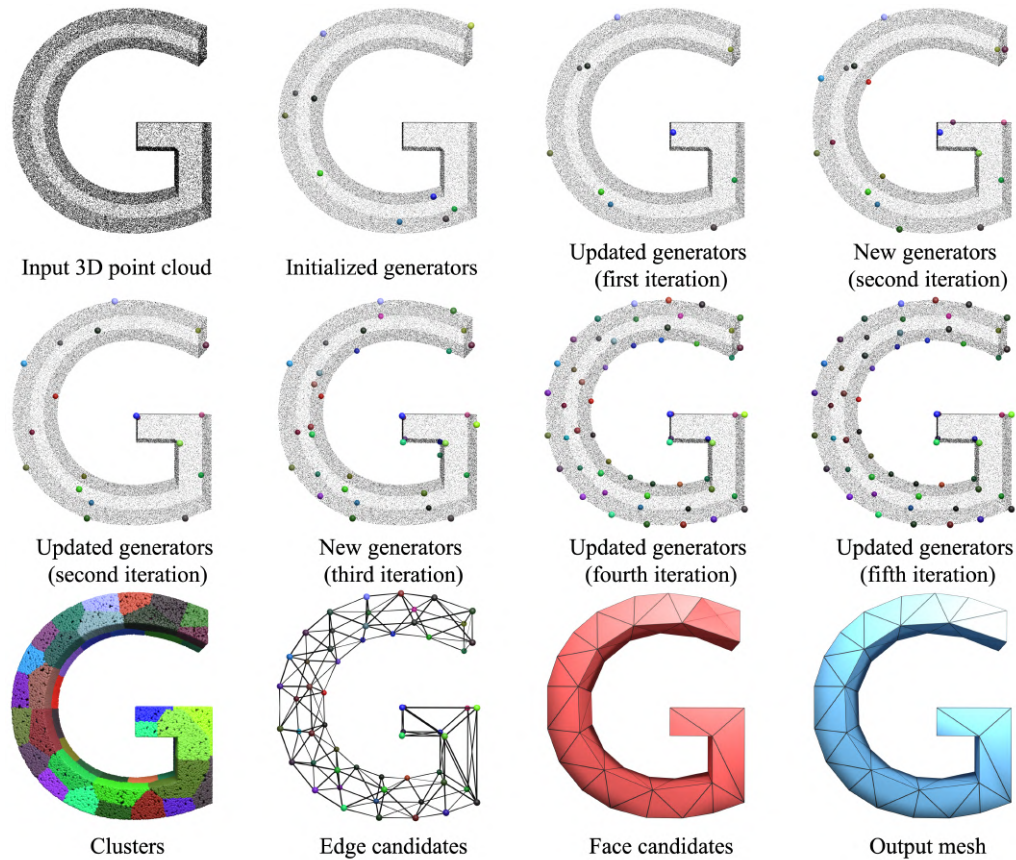 Input 3D point cloud
Initialized generators
Updated generators
(first iteration)
New generators
(second iteration)
Updated generators
(second iteration)
New generators
(third iteration)
Updated generators
(fourth iteration)
Updated generators
(fifth iteration)
Clusters
Edge candidates
Face candidates
Output mesh